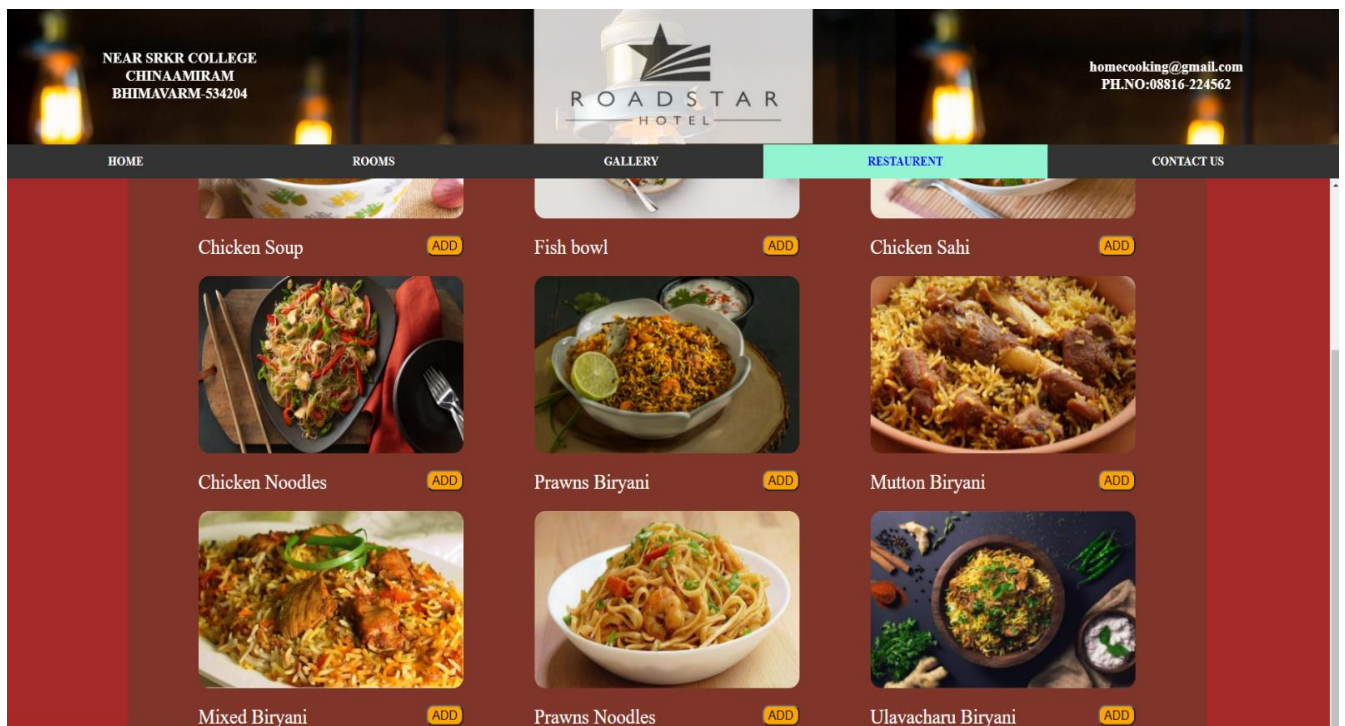 NEAR SRKR COLLEGE
CHINAAMIRAM
BHIMAVARM-534204
ROADSTAR
HOTEL
homecooking@gmail.com
PH.NO:08816-224562
HOME
ROOMS
GALLERY
RESTAURENT
CONTACT US
Chicken Soup
ADD
Fish bowl
ADD
Chicken Sahi
ADD
Chicken Noodles
ADD
Prawns Biryani
ADD
Mutton Biryani
ADD
Mixed Biryani
ADD
Prawns Noodles
ADD
Ulavacharu Biryani
ADD